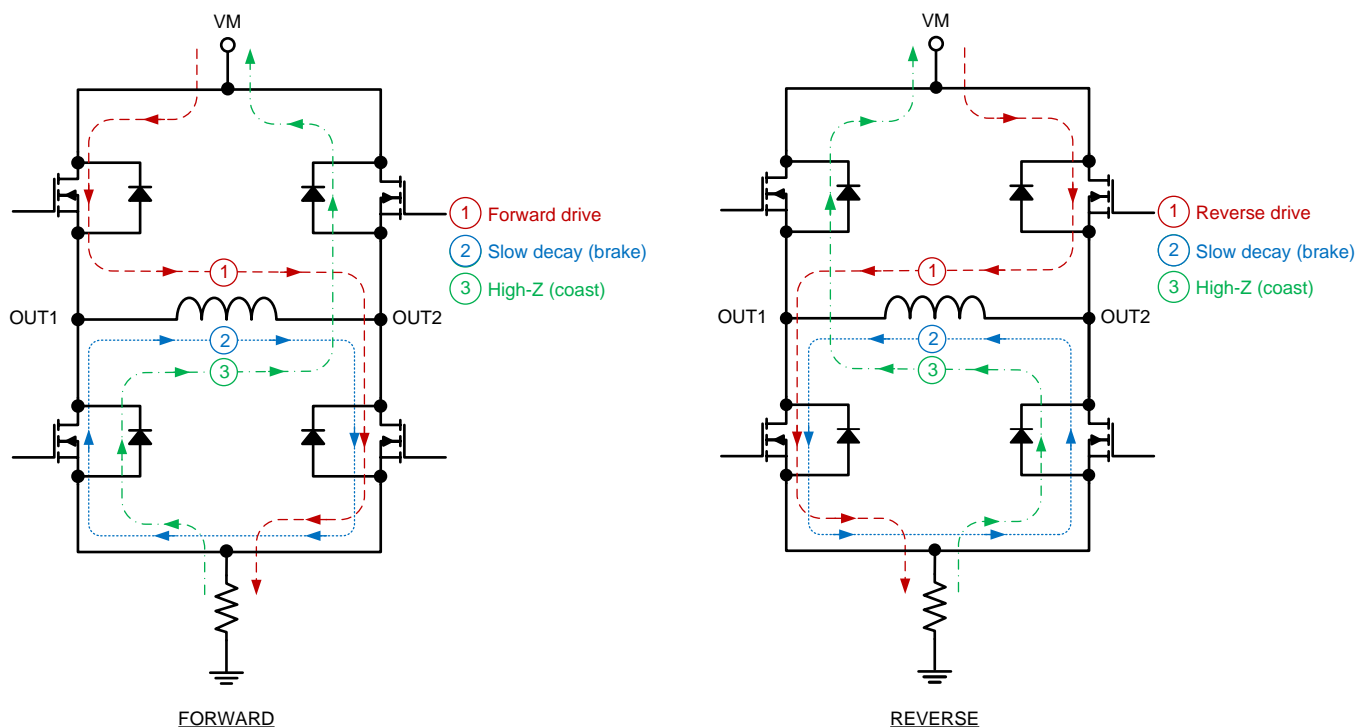 VM
1 Forward drive
2 Slow decay (brake)
3 High-Z (coast)
1
OUT1
OUT2
2
3
FORWARD
VM
1 Reverse drive
2 Slow decay (brake)
3 High-Z (coast)
1
OUT1
OUT2
2
3
REVERSE